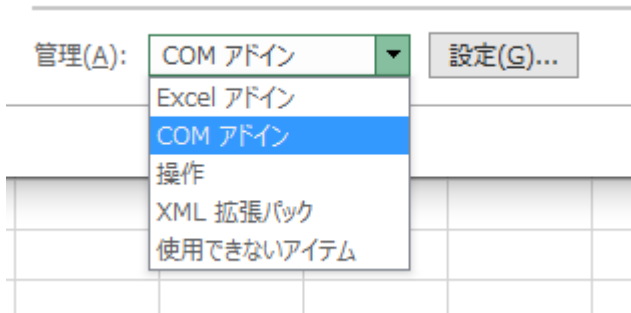 管理(A): COM アドイン 設定(G)...
Excel アドイン
COM アドイン
操作
XML 拡張パック
使用できないアイテム